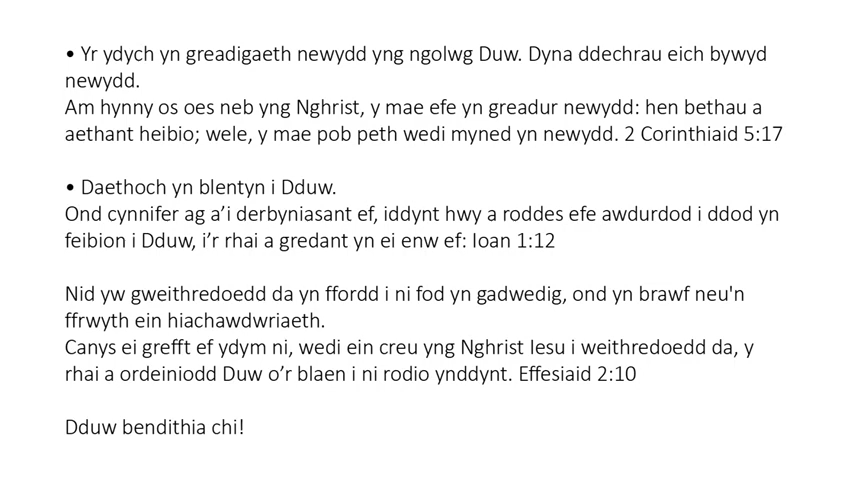 • Yr ydych yn greadigaeth newydd yng ngolwg Duw. Dyna ddechrau eich bywyd
newydd.
Am hynny os oes neb yng Nghrist, y mae efe yn greadur newydd: hen bethau a
aethant heibio; wele, y mae pob peth wedi myned yn newydd. 2 Corinthiaid 5:17
• Daethoch yn blentyn i Dduw.
Ond cynnifer ag a’i derbyniasant ef, iddynt hwy a roddes efe awdurdod i ddod yn
feibion i Dduw, i’r rhai a gredant yn ei enw ef: Ioan 1:12
Nid yw gweithredoedd da yn ffordd i ni fod yn gadwedig, ond yn brawf neu'n
ffrwyth ein hiachawdwriaeth.
Canys ei grefft ef ydym ni, wedi ein creu yng Nghrist Iesu i weithredoedd da, y
rhai a ordeiniodd Duw o’r blaen i ni rodio ynddynt. Effesiaid 2:10
Dduw bendithia chi!